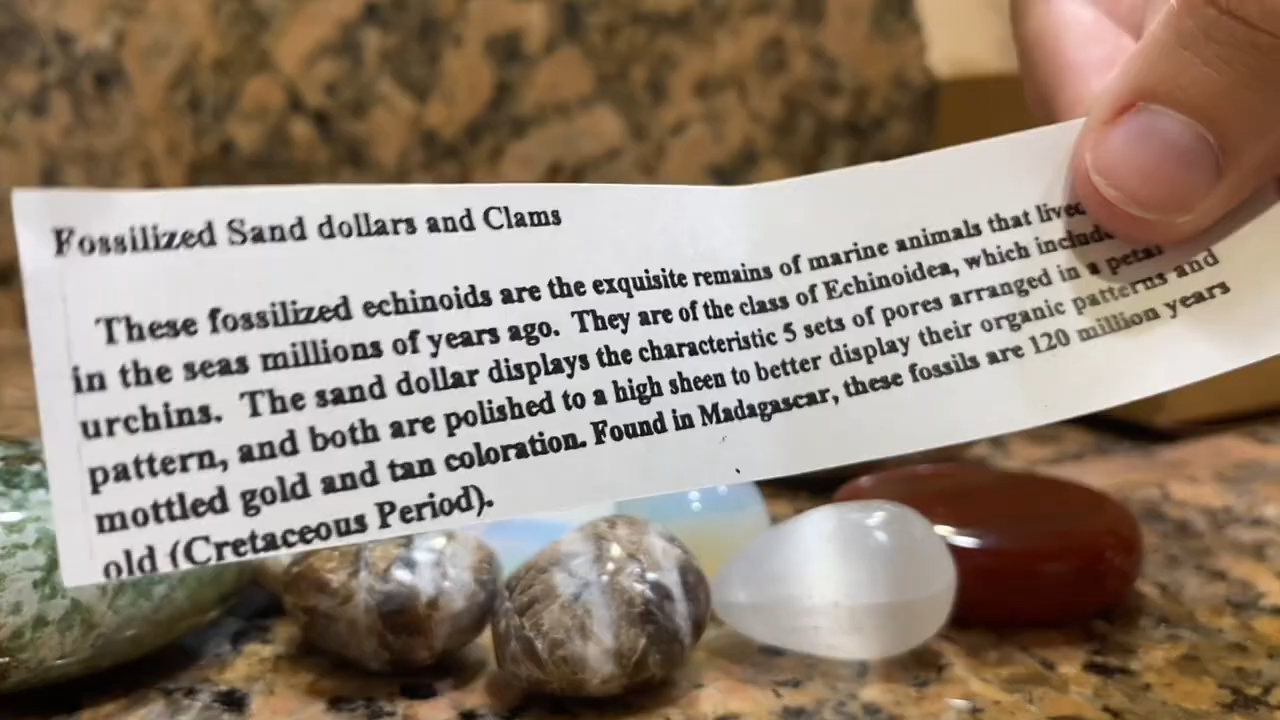 Fossilized Sand dollars and Clams
These fossilized echinoids are the exquisite remains of marine animals that lived
in the seas millions of years ago. They are of the class of Echinoidea, which include
urchins. The sand dollar displays the characteristic 5 sets of pores arranged in a petal
pattern, and both are polished to a high sheen to better display their organic patterns and
mottled gold and tan coloration. Found in Madagascar, these fossils are 120 million years
old (Cretaceous Period).